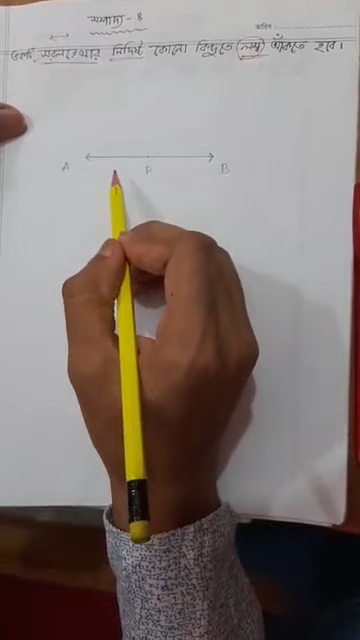 সম্পাদ্য - ৪
তারিখ :
একটি সরলরেখার নির্দিষ্ট কোনো বিন্দুতে লম্ব আঁকতে হবে।
A P B